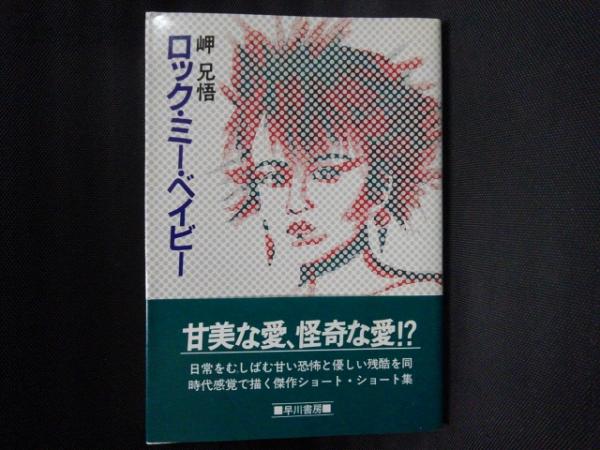 岬 兄悟
ロック・ミー・ベイビー
甘美な愛、怪奇な愛!?
日常をむしばむ甘い恐怖と優しい残酷を同
時代感覚で描く傑作ショート・ショート集
■早川書房■